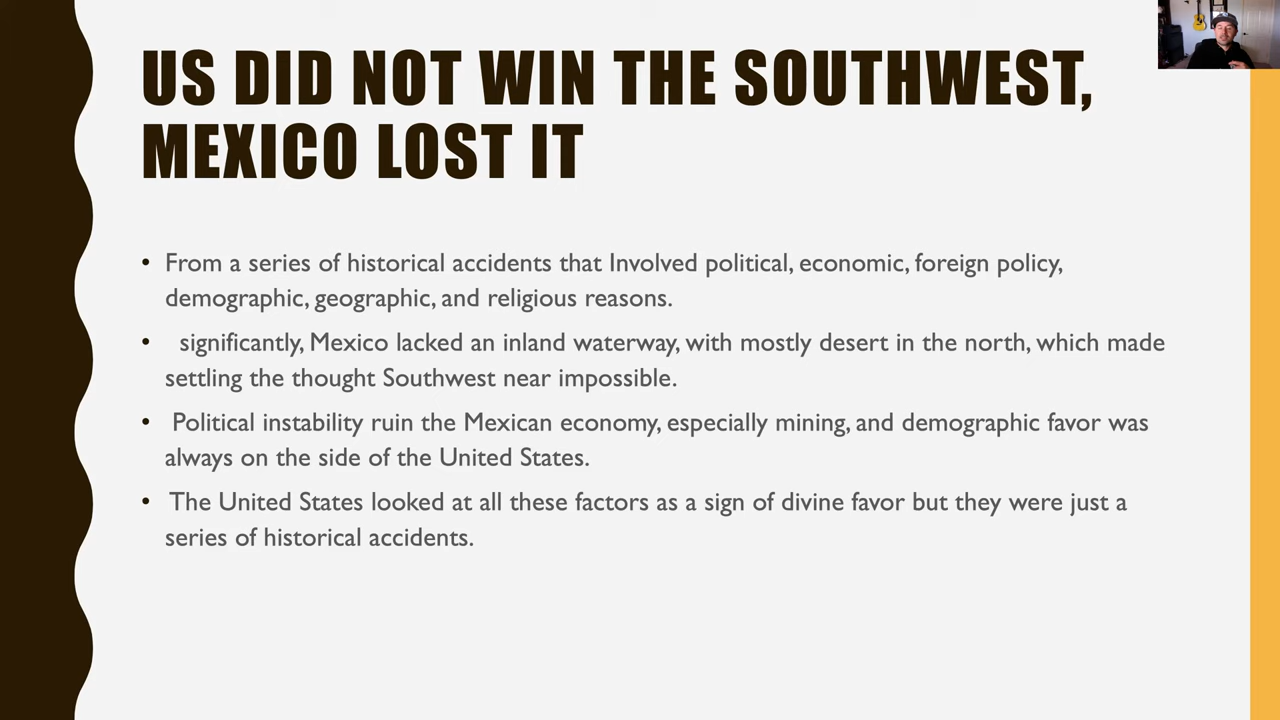 US DID NOT WIN THE SOUTHWEST,
MEXICO LOST IT
• From a series of historical accidents that Involved political, economic, foreign policy,
demographic, geographic, and religious reasons.
• significantly, Mexico lacked an inland waterway, with mostly desert in the north, which made
settling the thought Southwest near impossible.
• Political instability ruin the Mexican economy, especially mining, and demographic favor was
always on the side of the United States.
• The United States looked at all these factors as a sign of divine favor but they were just a
series of historical accidents.